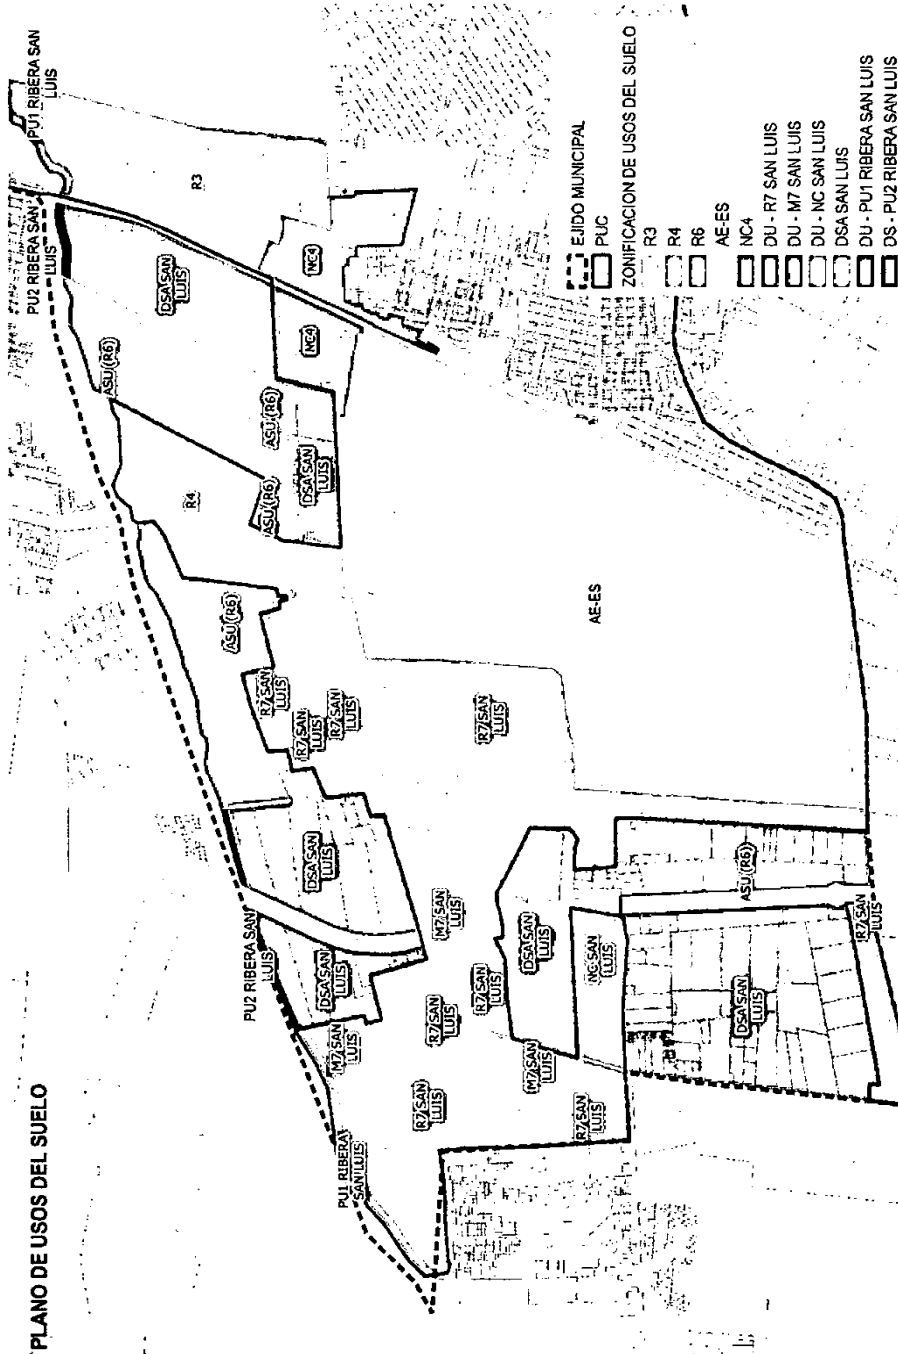 PLANO DE USOS DEL SUELO
PU1 RIBERA
SAN LUIS
PU2 RIBERA SAN
LUIS
M7 SAN
LUIS
DSA SAN
LUIS
DSA SAN
LUIS
R7 SAN
LUIS
R7 SAN
LUIS
R7 SAN
LUIS
M7 SAN
LUIS
R7 SAN
LUIS
M7 SAN
LUIS
R7 SAN
LUIS
DSA SAN
LUIS
NC SAN
LUIS
DSA SAN
LUIS
R7 SAN
LUIS
ASU (R6)
R7 SAN
LUIS
R7 SAN
LUIS
R7 SAN
LUIS
ASU (R6)
AE-ES
R4
ASU (R6)
ASU (R6)
ASU (R6)
DSA SAN
LUIS
NC4
NC4
DSA SAN
LUIS
R3
PU2 RIBERA SAN
LUIS
PU1 RIBERA SAN
LUIS
EJIDO MUNICIPAL
PUC
ZONIFICACION DE USOS DEL SUELO
R3
R4
R6
AE-ES
NC4
DU - R7 SAN LUIS
DU - M7 SAN LUIS
DU - NC SAN LUIS
DSA SAN LUIS
DU - PU1 RIBERA SAN LUIS
DS - PU2 RIBERA SAN LUIS